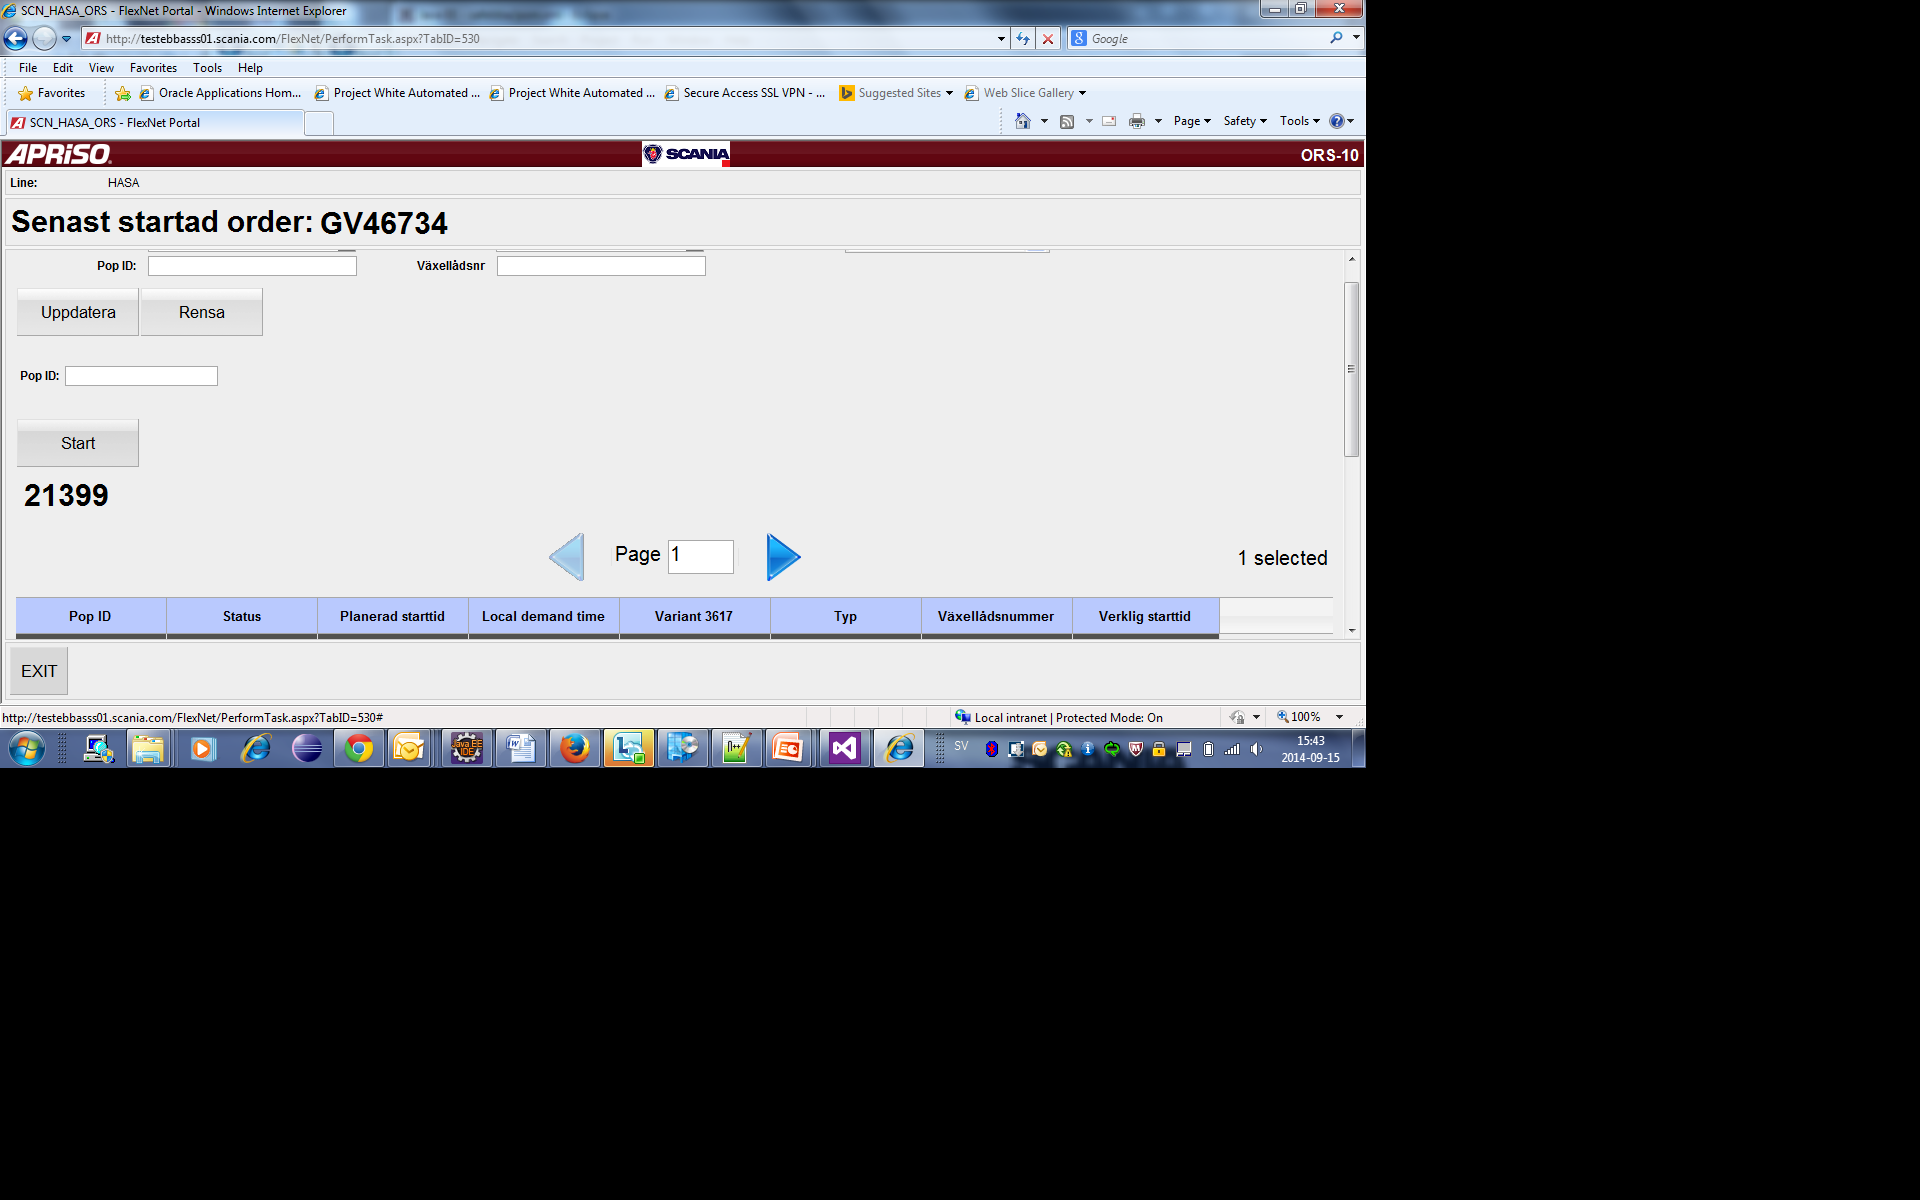 SCN_HASA_ORS - FlexNet Portal - Windows Internet Explorer
http://testebbasss01.scania.com/FlexNet/PerformTask.aspx?TabID=530
Google
File Edit View Favorites Tools Help
Favorites Oracle Applications Hom... Project White Automated ... Project White Automated ... Secure Access SSL VPN - ... Suggested Sites Web Slice Gallery
SCN_HASA_ORS - FlexNet Portal Page Safety Tools
APRISO SCANIA ORS-10
Line: HASA
Senast startad order: GV46734
Pop ID: Växellådsnr
Uppdatera Rensa
Pop ID:
Start
21399
Page 1 1 selected
Pop ID Status Planerad starttid Local demand time Variant 3617 Typ Växellådsnummer Verklig starttid
EXIT
http://testebbasss01.scania.com/FlexNet/PerformTask.aspx?TabID=530#
Local intranet | Protected Mode: On 100%
Java EE IDE
SV
15:43
2014-09-15